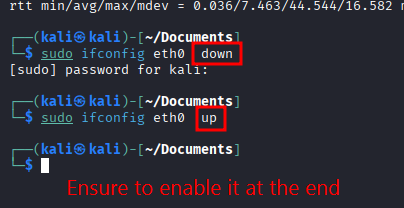 rtt min/avg/max/mdev = 0.036/7.463/44.544/16.582 m
┌──(kali㉿kali)-[~/Documents]
└─$ sudo ifconfig eth0 down
[sudo] password for kali:
┌──(kali㉿kali)-[~/Documents]
└─$ sudo ifconfig eth0 up
┌──(kali㉿kali)-[~/Documents]
└─$
Ensure to enable it at the end